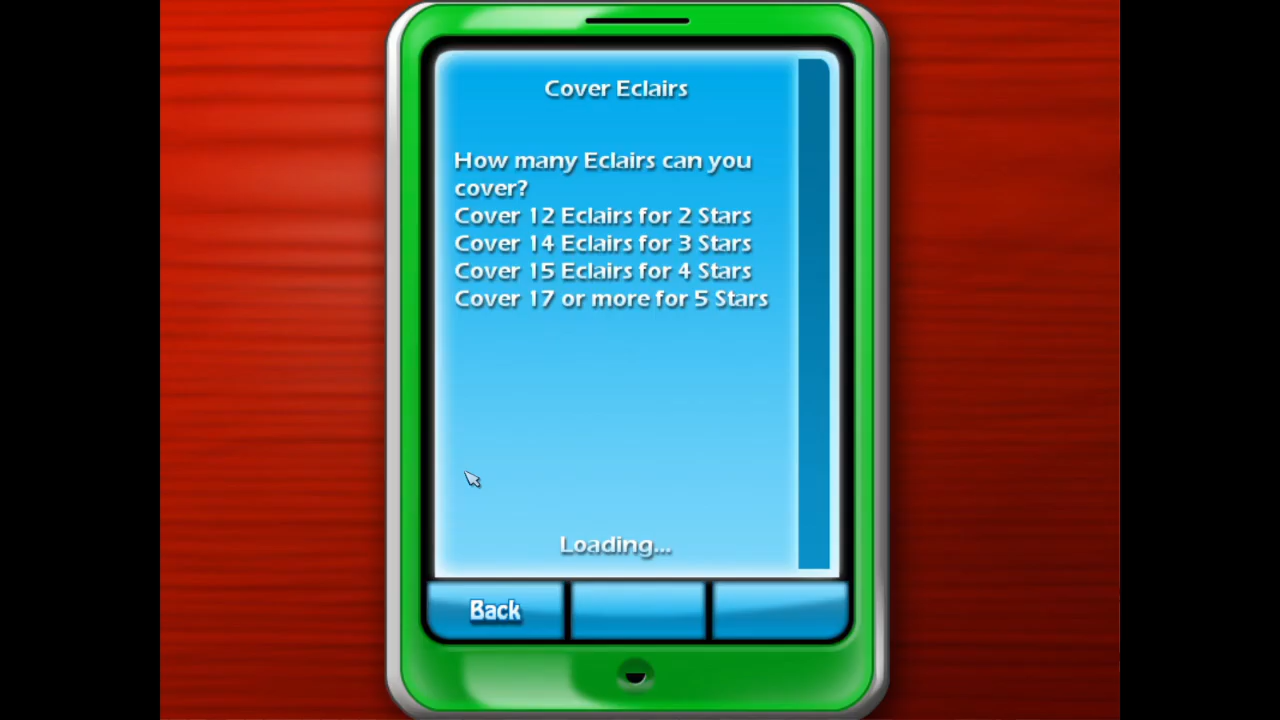 Cover Eclairs
How many Eclairs can you
cover?
Cover 12 Eclairs for 2 Stars
Cover 14 Eclairs for 3 Stars
Cover 15 Eclairs for 4 Stars
Cover 17 or more for 5 Stars
Loading...
Back